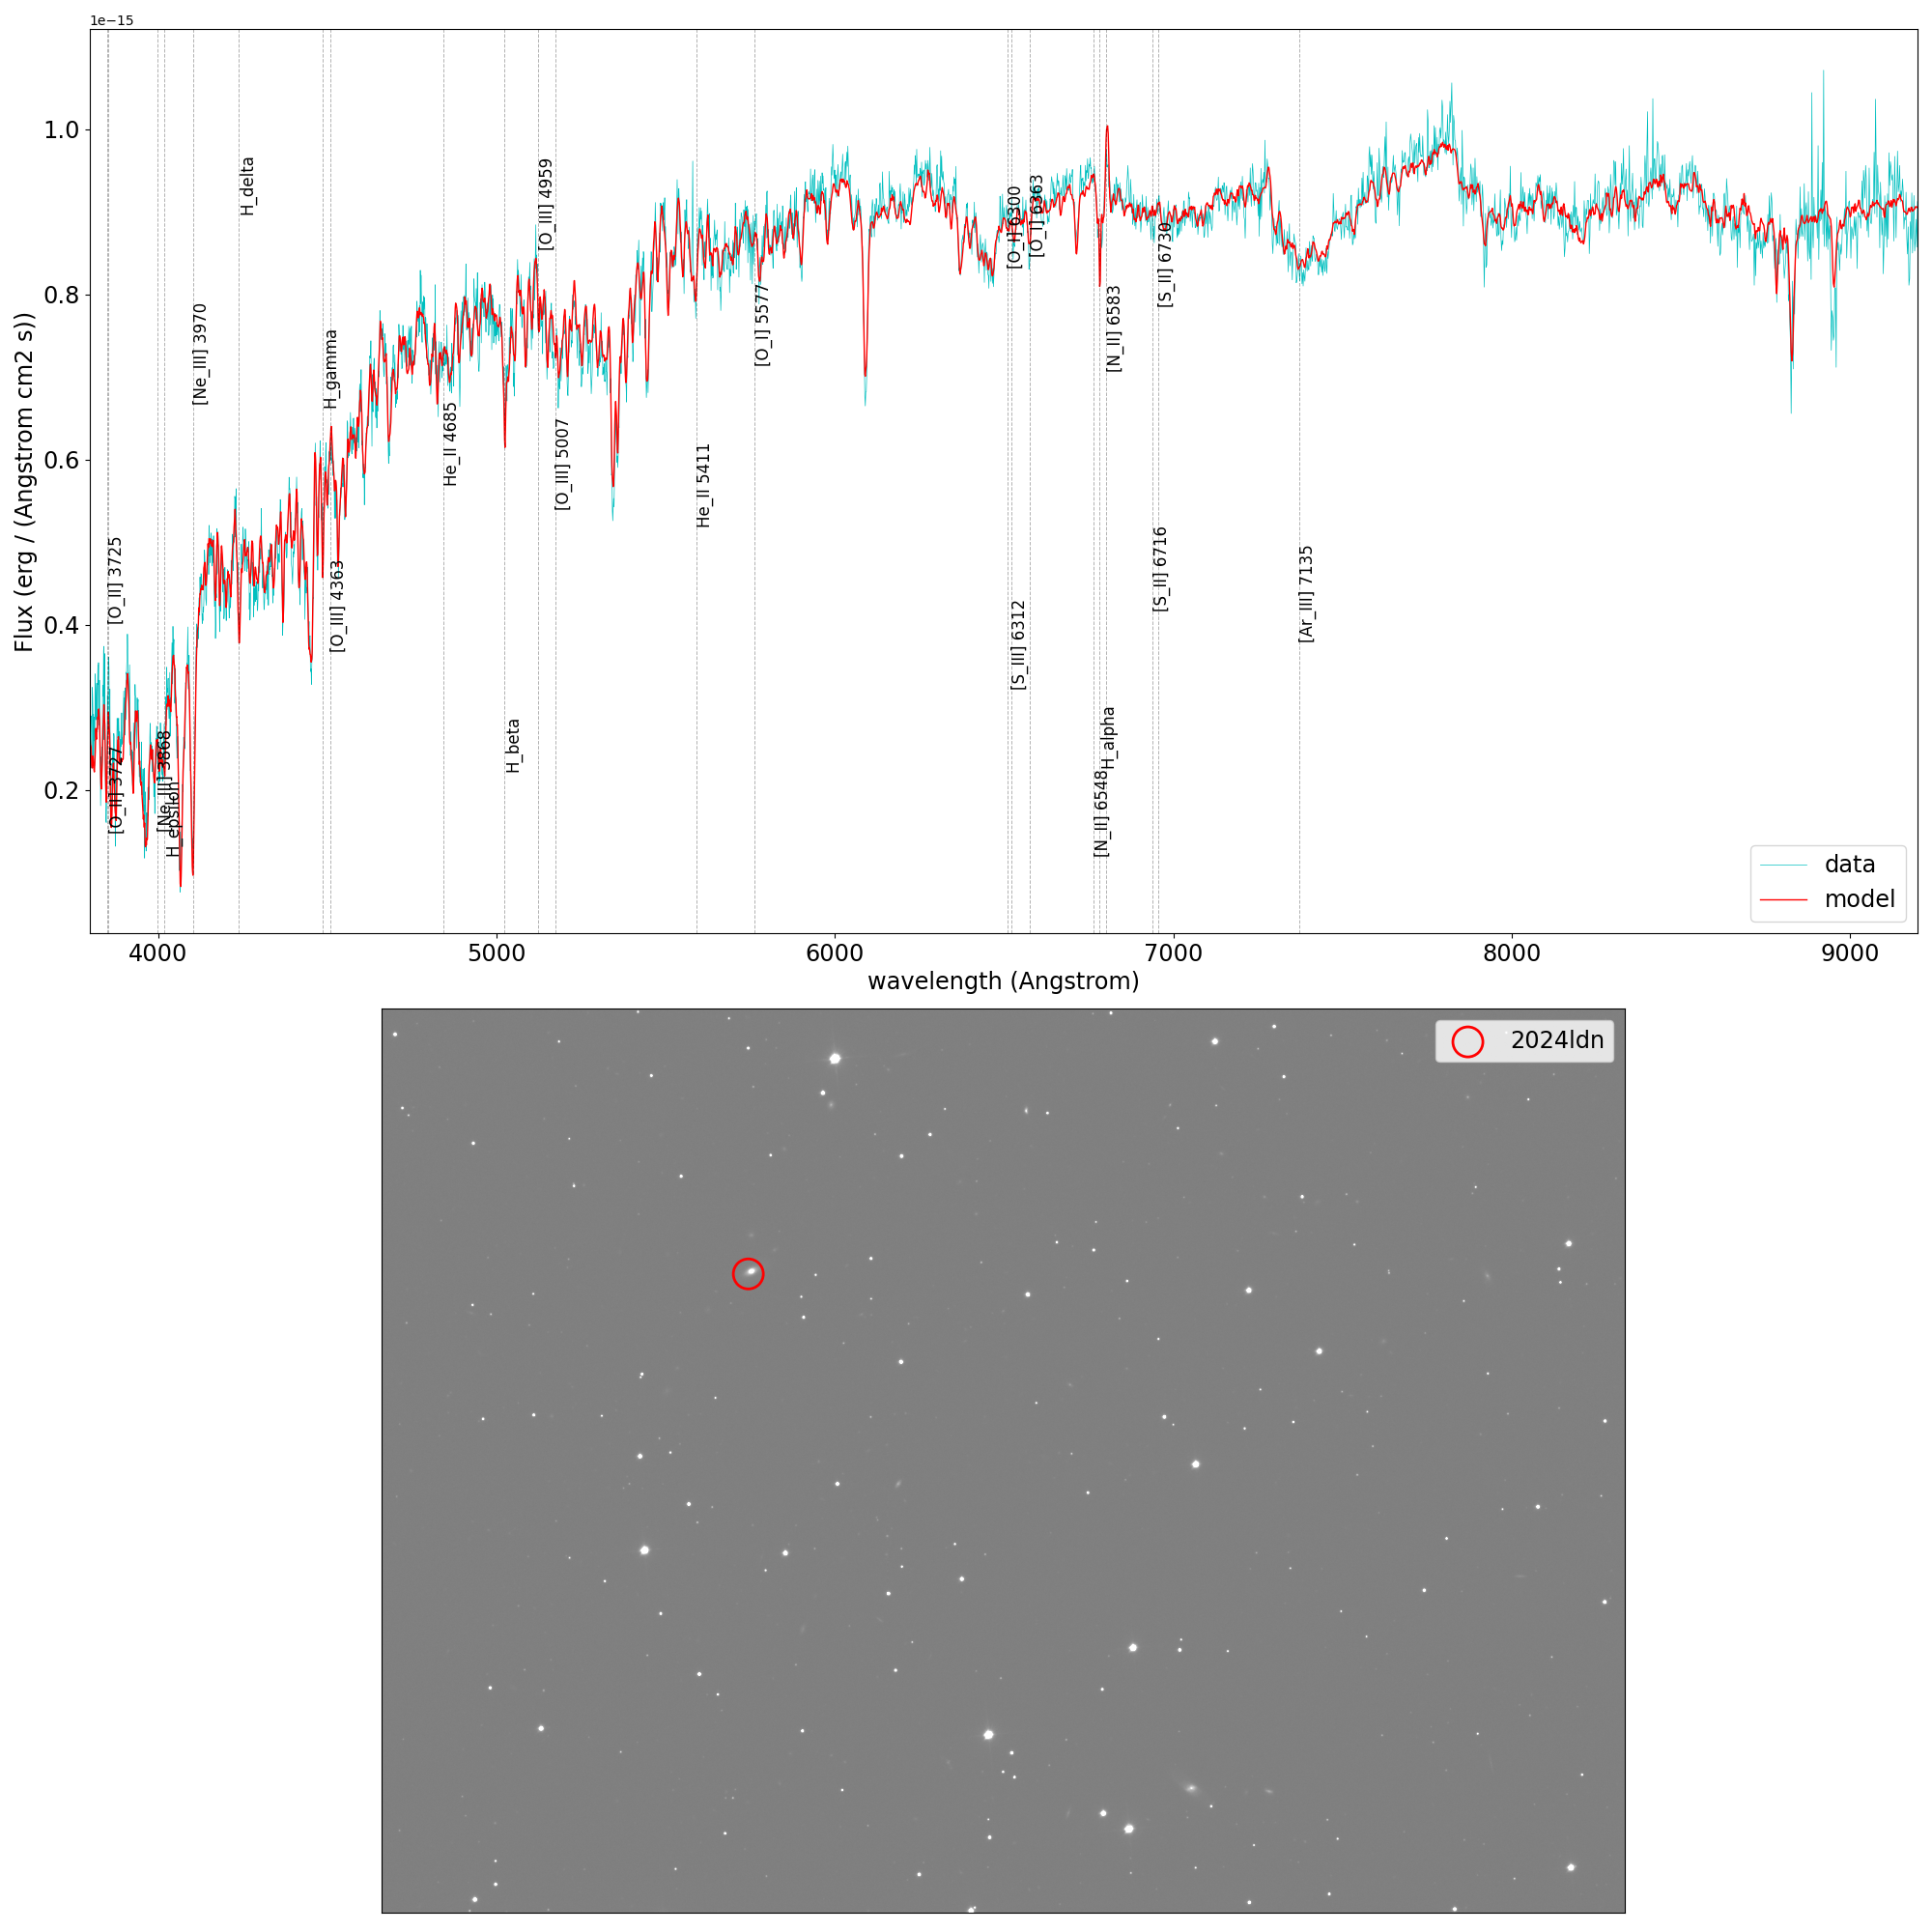 1e−15
Flux (erg / (Angstrom cm2 s))
1.0
0.8
0.6
0.4
0.2
[O_II] 3725
[O_II] 3727
[Ne_III] 3868
H_epsilon
[Ne_III] 3970
H_delta
H_gamma
[O_III] 4363
He_II 4685
H_beta
[O_III] 4959
[O_III] 5007
He_II 5411
[O_I] 5577
[O_I] 6300
[S_III] 6312
[O_I] 6363
[N_II] 6548
H_alpha
[N_II] 6583
[S_II] 6716
[S_II] 6730
[Ar_III] 7135
data
model
4000
5000
6000
7000
8000
9000
wavelength (Angstrom)
2024ldn